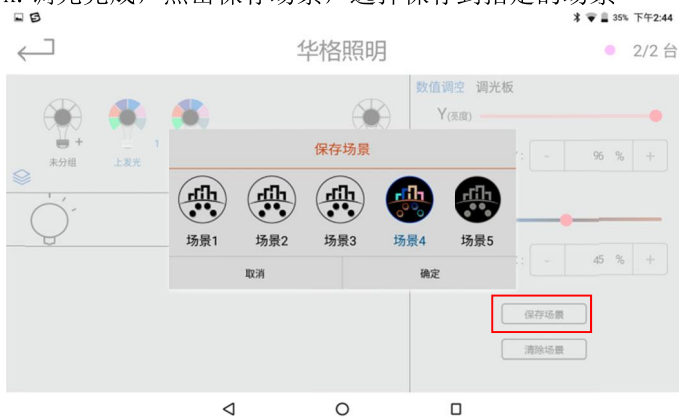 调光完成，点击保存场景，选择保存到指定的场景
35% 下午2:44
华格照明
2/2 台
数值调控 调光板
Y(亮度)
未分组
上发光
1
: - 96 % +
保存场景
场景1 场景2 场景3 场景4 场景5
取消 确定
: - 45 % +
保存场景
清除场景